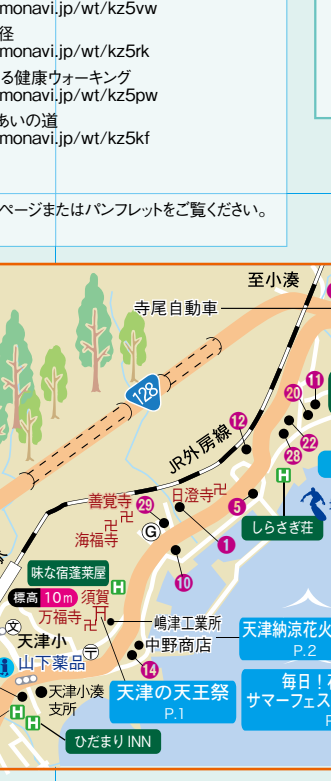 monavi.jp/wt/kz5vw
径
monavi.jp/wt/kz5rk
る健康ウォーキング
monavi.jp/wt/kz5pw
あいの道
monavi.jp/wt/kz5kf
ページまたはパンフレットをご覧ください。
至小湊
寺尾自動車
128
11
20
12
22
28
JR外房線
H
善覚寺
29
日澄寺
5
しらさぎ荘
海福寺
G
1
10
味な宿蓬莱屋
H
標高 10m
須賀
万福寺
嶋津工業所
天津納涼花火
P.2
文
〒
中野商店
天津小
14
山下薬品
毎日!
サマーフェス
天津小湊
支所
天津の天王祭
P.1
H
H
ひだまり INN